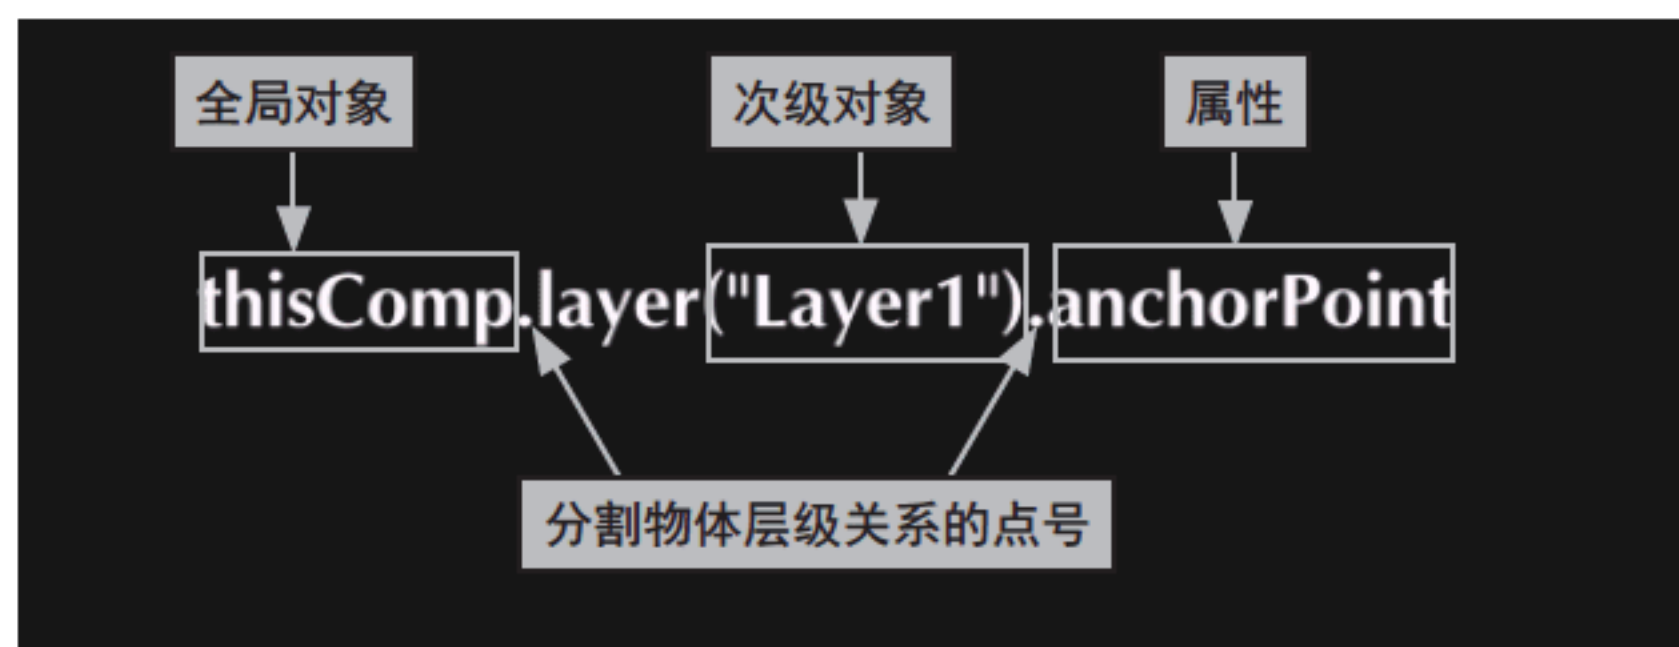 全局对象 次级对象 属性
thisComp.layer("Layer1").anchorPoint
分割物体层级关系的点号